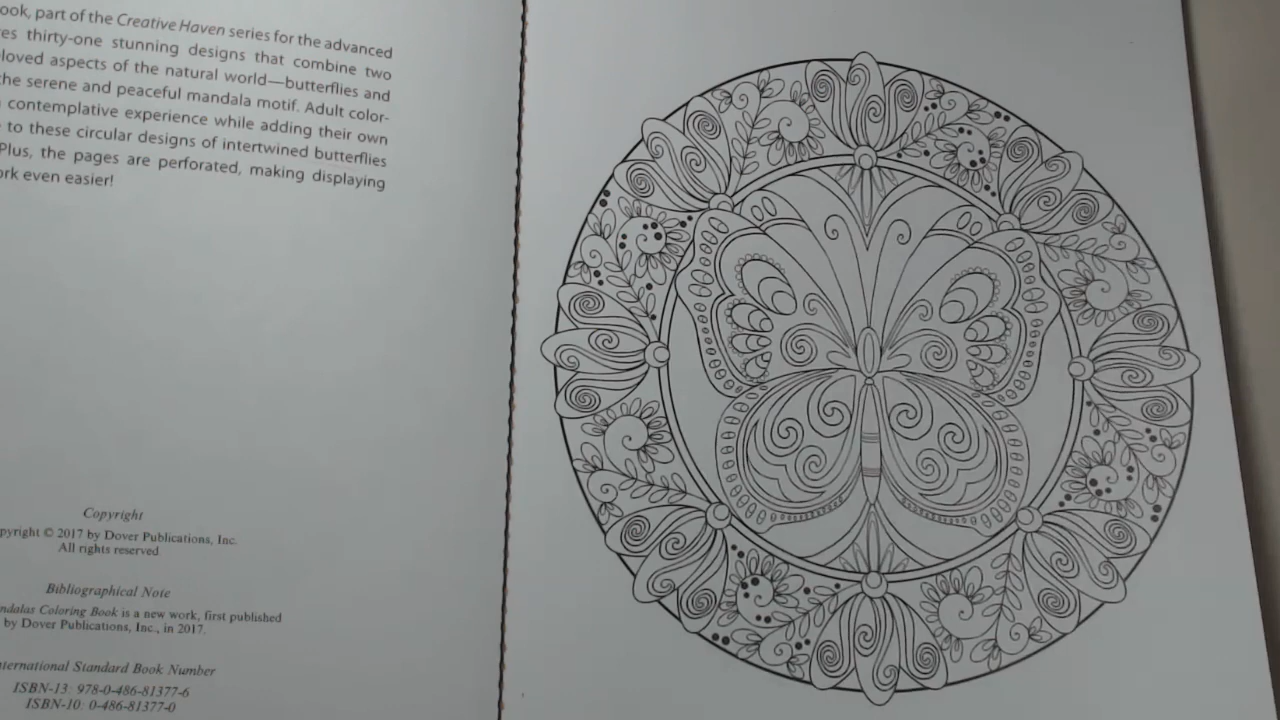 ook, part of the Creative Haven series for the advanced
es thirty-one stunning designs that combine two
loved aspects of the natural world—butterflies and
the serene and peaceful mandala motif. Adult color-
contemplative experience while adding their own
to these circular designs of intertwined butterflies
Plus, the pages are perforated, making displaying
ork even easier!
Copyright
pyright © 2017 by Dover Publications, Inc.
All rights reserved
Bibliographical Note
ndalas Coloring Book is a new work, first published
by Dover Publications, Inc., in 2017.
nternational Standard Book Number
ISBN-13: 978-0-486-81377-6
ISBN-10: 0-486-81377-0